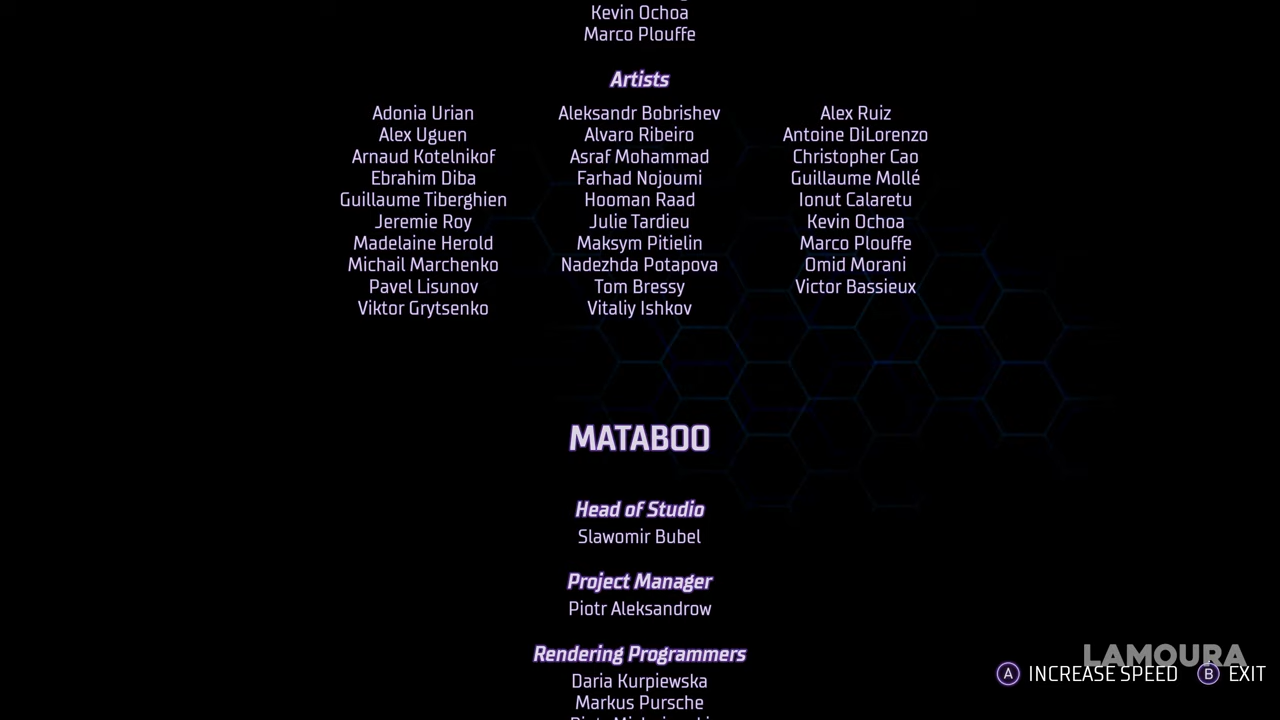 Kevin Ochoa
Marco Plouffe
Artists
Adonia Urian Aleksandr Bobrishev Alex Ruiz
Alex Uguen Alvaro Ribeiro Antoine DiLorenzo
Arnaud Kotelnikof Asraf Mohammad Christopher Cao
Ebrahim Diba Farhad Nojoumi Guillaume Mollé
Guillaume Tiberghien Hooman Raad Ionut Calaretu
Jeremie Roy Julie Tardieu Kevin Ochoa
Madelaine Herold Maksym Pitielin Marco Plouffe
Michail Marchenko Nadezhda Potapova Omid Morani
Pavel Lisunov Tom Bressy Victor Bassieux
Viktor Grytsenko Vitaliy Ishkov
MATABOO
Head of Studio
Slawomir Bubel
Project Manager
Piotr Aleksandrow
Rendering Programmers
Daria Kurpiewska
LAMOURA
A INCREASE SPEED B EXIT
Markus Pursche